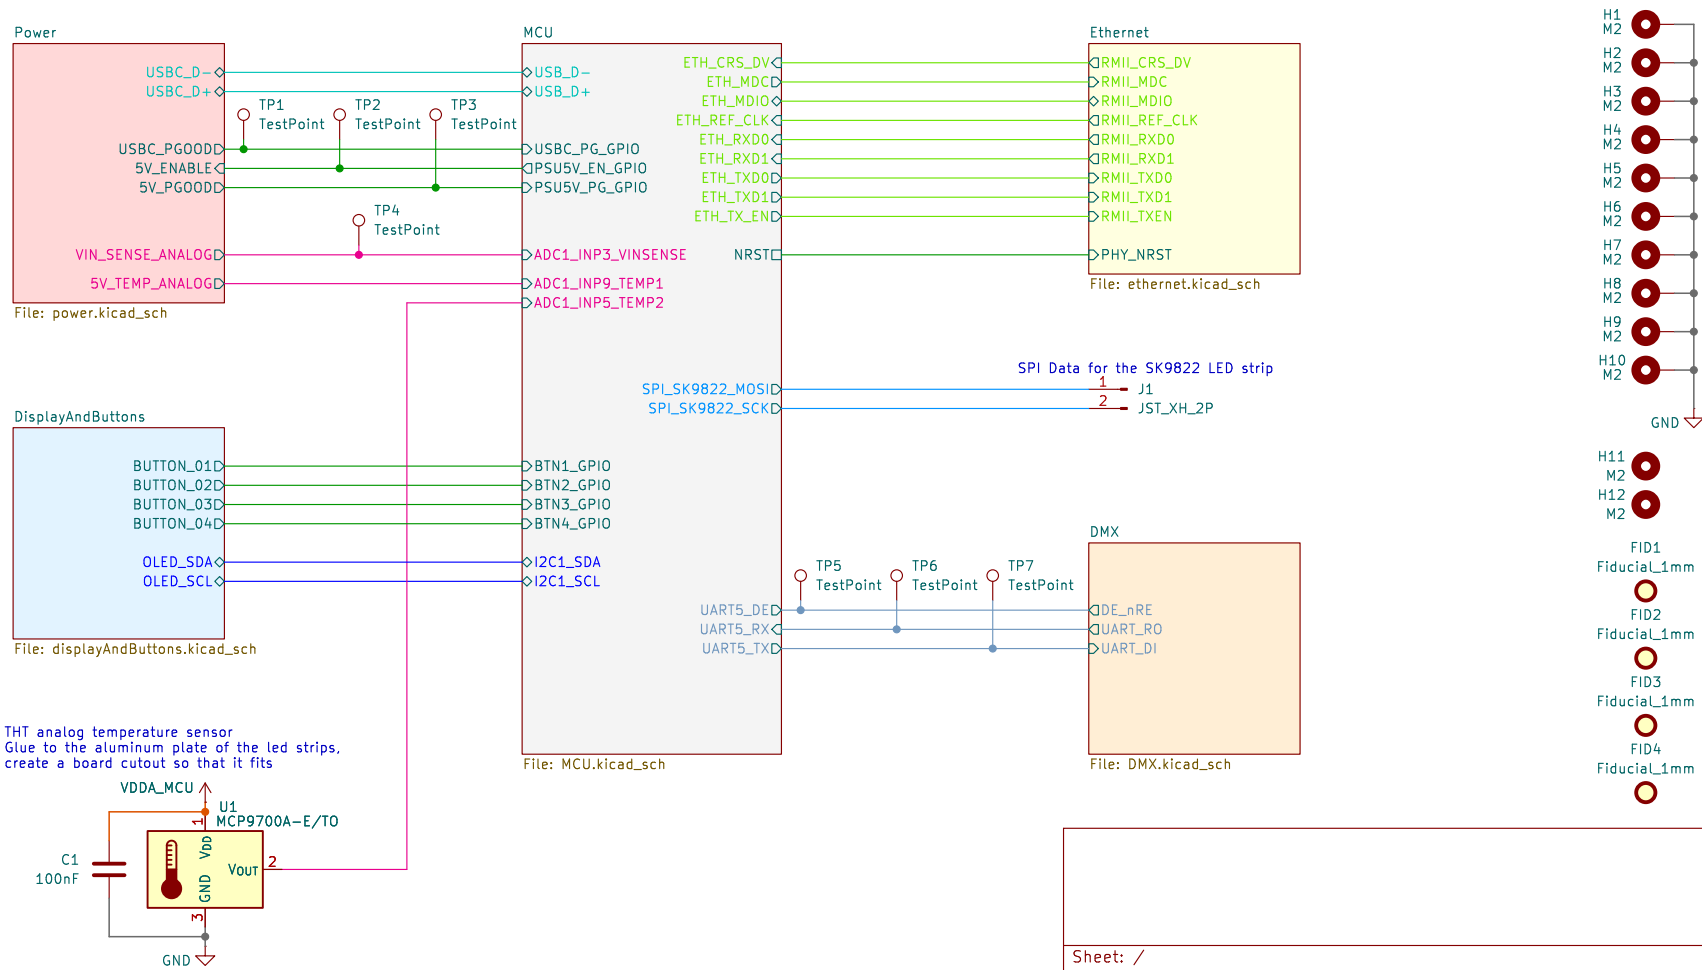 Power
USBC_D-
USBC_D+
USBC_PGOOD
5V_ENABLE
5V_PGOOD
VIN_SENSE_ANALOG
5V_TEMP_ANALOG
File: power.kicad_sch
TP1
TestPoint
TP2
TestPoint
TP3
TestPoint
TP4
TestPoint
MCU
USB_D-
USB_D+
USBC_PG_GPIO
PSU5V_EN_GPIO
PSU5V_PG_GPIO
ADC1_INP3_VINSENSE
ADC1_INP9_TEMP1
ADC1_INP5_TEMP2
BTN1_GPIO
BTN2_GPIO
BTN3_GPIO
BTN4_GPIO
I2C1_SDA
I2C1_SCL
ETH_CRS_DV
ETH_MDC
ETH_MDIO
ETH_REF_CLK
ETH_RXD0
ETH_RXD1
ETH_TXD0
ETH_TXD1
ETH_TX_EN
NRST
SPI_SK9822_MOSI
SPI_SK9822_SCK
UART5_DE
UART5_RX
UART5_TX
File: MCU.kicad_sch
Ethernet
RMII_CRS_DV
RMII_MDC
RMII_MDIO
RMII_REF_CLK
RMII_RXD0
RMII_RXD1
RMII_TXD0
RMII_TXD1
RMII_TXEN
PHY_NRST
File: ethernet.kicad_sch
SPI Data for the SK9822 LED strip
1
2
J1
JST_XH_2P
DisplayAndButtons
BUTTON_01
BUTTON_02
BUTTON_03
BUTTON_04
OLED_SDA
OLED_SCL
File: displayAndButtons.kicad_sch
TP5
TestPoint
TP6
TestPoint
TP7
TestPoint
DMX
DE_nRE
UART_RO
UART_DI
File: DMX.kicad_sch
THT analog temperature sensor
Glue to the aluminum plate of the led strips,
create a board cutout so that it fits
VDDA_MCU
U1
MCP9700A-E/TO
1
VDD
VOUT
2
GND
3
C1
100nF
GND
H1
M2
H2
M2
H3
M2
H4
M2
H5
M2
H6
M2
H7
M2
H8
M2
H9
M2
H10
M2
GND
H11
M2
H12
M2
FID1
Fiducial_1mm
FID2
Fiducial_1mm
FID3
Fiducial_1mm
FID4
Fiducial_1mm
Sheet: /